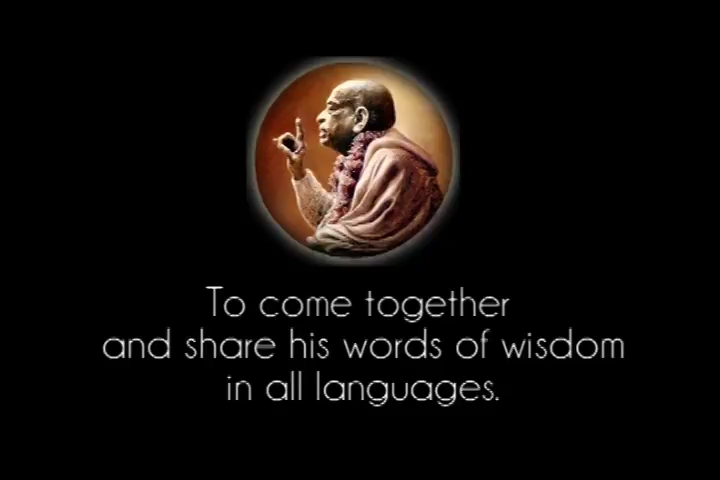 To come together
and share his words of wisdom
in all languages.